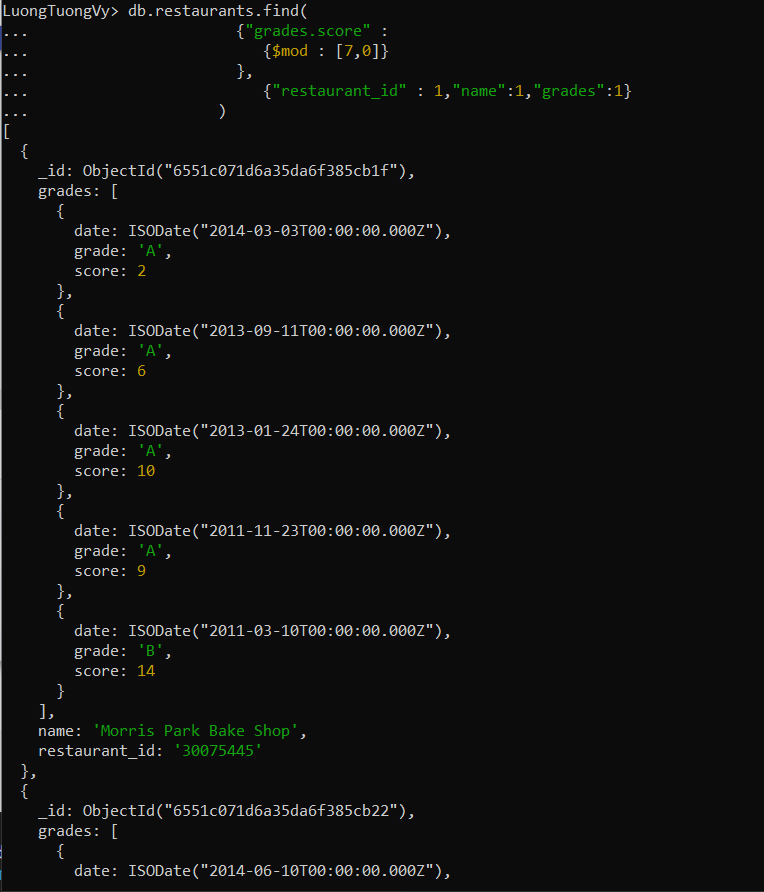 LuongTuongVy> db.restaurants.find(
... {"grades.score" :
... {$mod : [7,0]}
... },
... {"restaurant_id" : 1,"name":1,"grades":1}
... )
[
{
_id: ObjectId("6551c071d6a35da6f385cb1f"),
grades: [
{
date: ISODate("2014-03-03T00:00:00.000Z"),
grade: 'A',
score: 2
},
{
date: ISODate("2013-09-11T00:00:00.000Z"),
grade: 'A',
score: 6
},
{
date: ISODate("2013-01-24T00:00:00.000Z"),
grade: 'A',
score: 10
},
{
date: ISODate("2011-11-23T00:00:00.000Z"),
grade: 'A',
score: 9
},
{
date: ISODate("2011-03-10T00:00:00.000Z"),
grade: 'B',
score: 14
}
],
name: 'Morris Park Bake Shop',
restaurant_id: '30075445'
},
{
_id: ObjectId("6551c071d6a35da6f385cb22"),
grades: [
{
date: ISODate("2014-06-10T00:00:00.000Z"),